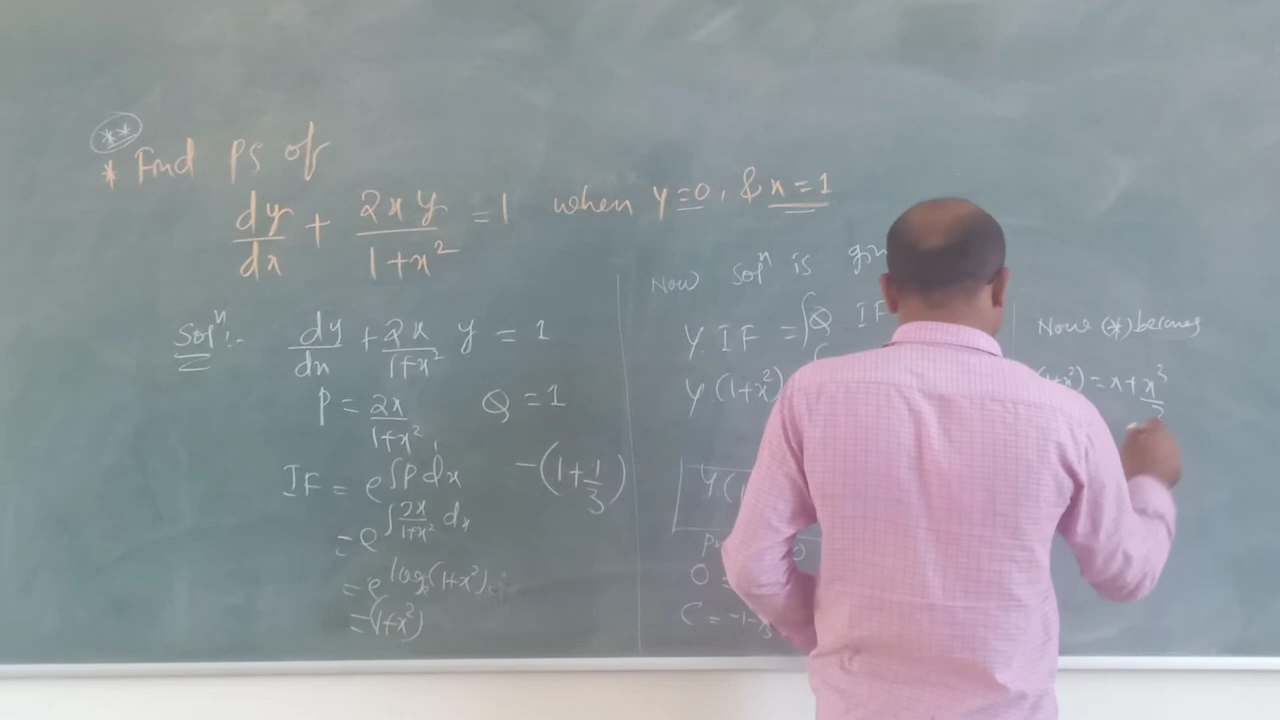 **
* Find PS of
dy/dx + 2xy/1+x² = 1 when y=0, & x=1
Solⁿ:- dy/dx + 2x/1+x² y = 1
P = 2x/1+x², Q = 1
IF = e^∫P dx -(1+1/3)
= e^∫2x/1+x² dx
= e^log(1+x²)
= (1+x²)
Now Solⁿ is
Y. IF = ∫Q IF
Y (1+x²)
Y(1
0 =
C = -1-
Now (*) becomes
= x+x³/3